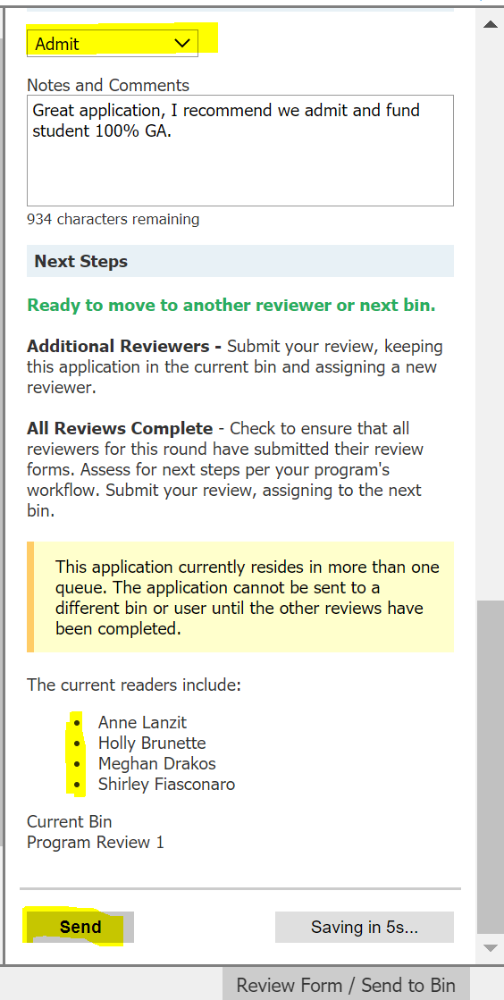 Admit
Notes and Comments
Great application, I recommend we admit and fund
student 100% GA.
934 characters remaining
Next Steps
Ready to move to another reviewer or next bin.
Additional Reviewers - Submit your review, keeping
this application in the current bin and assigning a new
reviewer.
All Reviews Complete - Check to ensure that all
reviewers for this round have submitted their review
forms. Assess for next steps per your program's
workflow. Submit your review, assigning to the next
bin.
This application currently resides in more than one
queue. The application cannot be sent to a
different bin or user until the other reviews have
been completed.
The current readers include:
• Anne Lanzit
• Holly Brunette
• Meghan Drakos
• Shirley Fiasconaro
Current Bin
Program Review 1
Send
Saving in 5s...
Review Form / Send to Bin